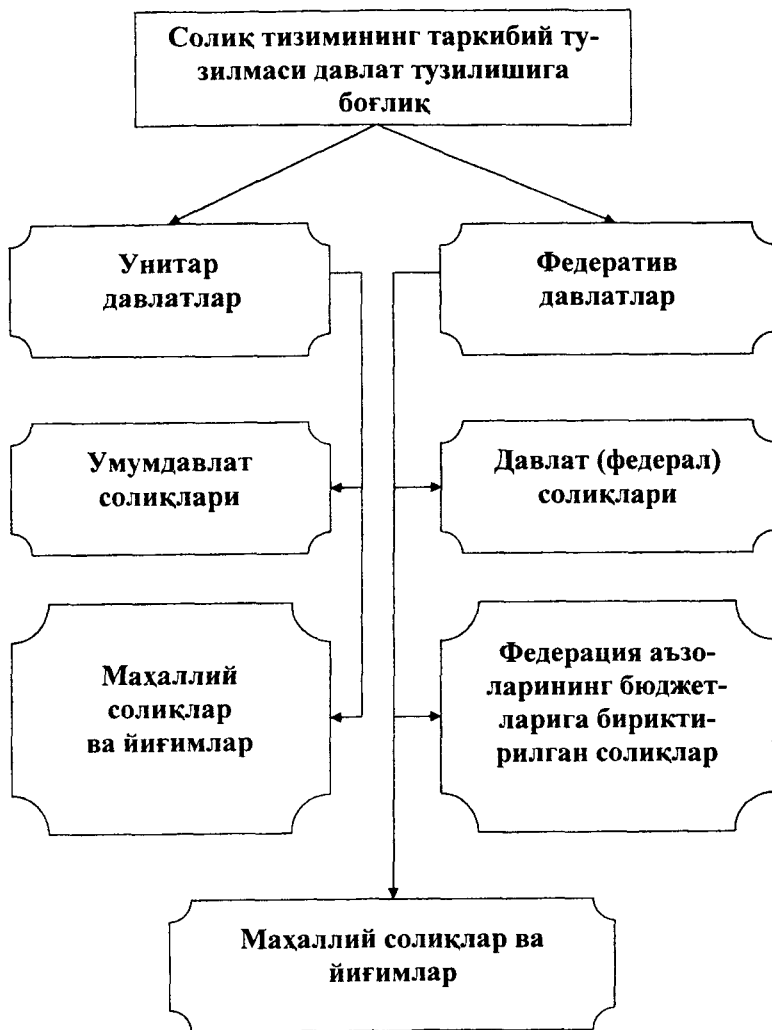 Солиқ тизимининг таркибий ту-
зилмаси давлат тузилишига
боғлиқ
Унитар
давлатлар
Федератив
давлатлар
Умумдавлат
солиқлари
Давлат (федерал)
солиқлари
Маҳаллий
солиқлар
ва йиғимлар
Федерация аъзо-
ларининг бюджет-
ларига бирикти-
рилган солиқлар
Маҳаллий солиқлар ва
йиғимлар